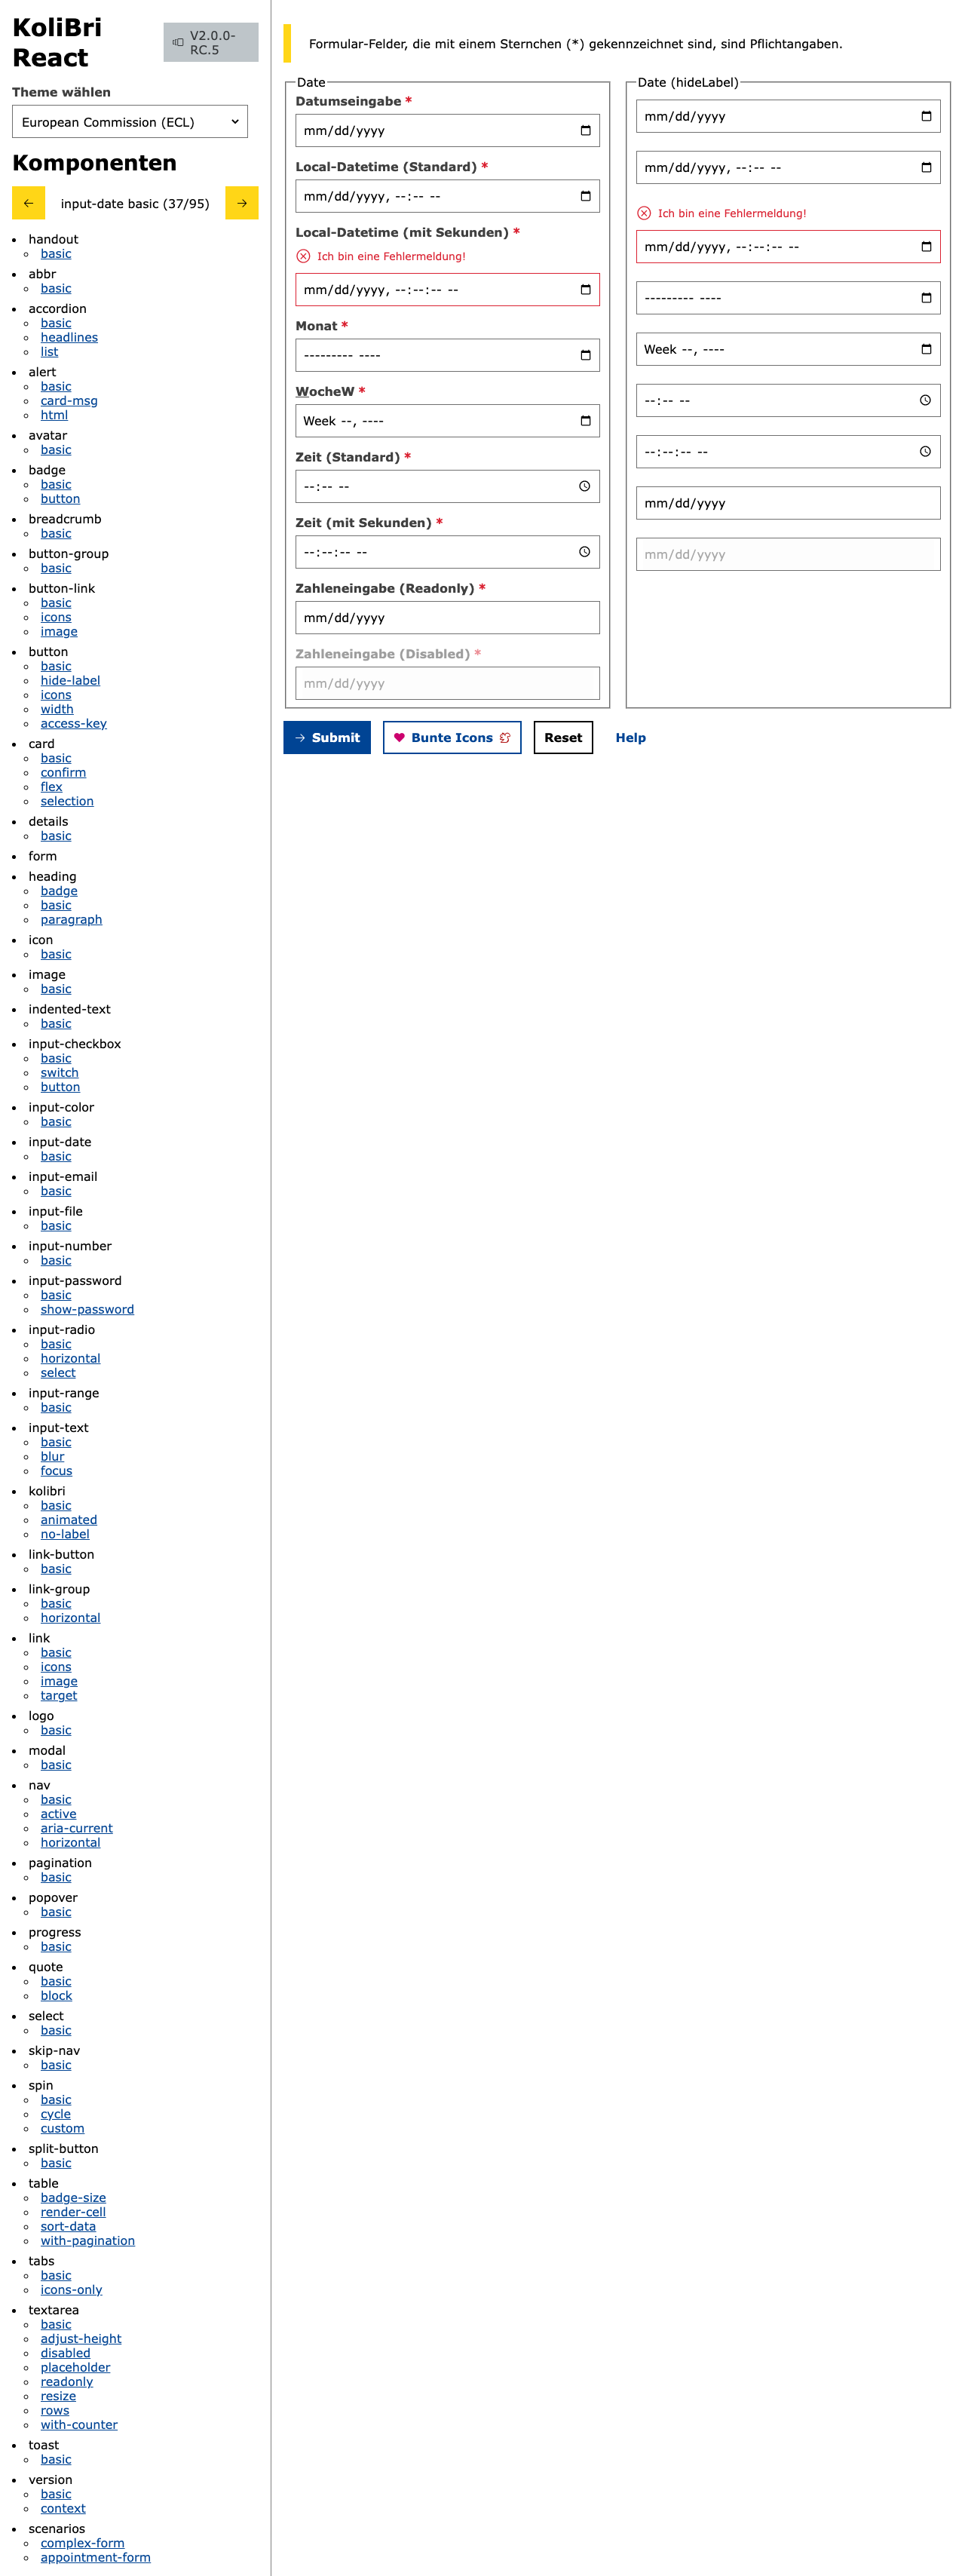 KoliBri
React
V2.0.0-
RC.5
Theme wählen
European Commission (ECL)
Komponenten
input-date basic (37/95)
handout
basic
abbr
basic
accordion
basic
headlines
list
alert
basic
card-msg
html
avatar
basic
badge
basic
button
breadcrumb
basic
button-group
basic
button-link
basic
icons
image
button
basic
hide-label
icons
width
access-key
card
basic
confirm
flex
selection
details
basic
form
heading
badge
basic
paragraph
icon
basic
image
basic
indented-text
basic
input-checkbox
basic
switch
button
input-color
basic
input-date
basic
input-email
basic
input-file
basic
input-number
basic
input-password
basic
show-password
input-radio
basic
horizontal
select
input-range
basic
input-text
basic
blur
focus
kolibri
basic
animated
no-label
link-button
basic
link-group
basic
horizontal
link
basic
icons
image
target
logo
basic
modal
basic
nav
basic
active
aria-current
horizontal
pagination
basic
popover
basic
progress
basic
quote
basic
block
select
basic
skip-nav
basic
spin
basic
cycle
custom
split-button
basic
table
badge-size
render-cell
sort-data
with-pagination
tabs
basic
icons-only
textarea
basic
adjust-height
disabled
placeholder
readonly
resize
rows
with-counter
toast
basic
version
basic
context
scenarios
complex-form
appointment-form
Formular-Felder, die mit einem Sternchen (*) gekennzeichnet sind, sind Pflichtangaben.
Date
Datumseingabe *
mm/dd/yyyy
Local-Datetime (Standard) *
mm/dd/yyyy, --:-- --
Local-Datetime (mit Sekunden) *
Ich bin eine Fehlermeldung!
mm/dd/yyyy, --:--:-- --
Monat *
--------- ----
WocheW *
Week --, ----
Zeit (Standard) *
--:-- --
Zeit (mit Sekunden) *
--:--:-- --
Zahleneingabe (Readonly) *
mm/dd/yyyy
Zahleneingabe (Disabled) *
mm/dd/yyyy
Date (hideLabel)
mm/dd/yyyy
mm/dd/yyyy, --:-- --
Ich bin eine Fehlermeldung!
mm/dd/yyyy, --:--:-- --
--------- ----
Week --, ----
--:-- --
--:--:-- --
mm/dd/yyyy
mm/dd/yyyy
Submit
Bunte Icons
Reset
Help